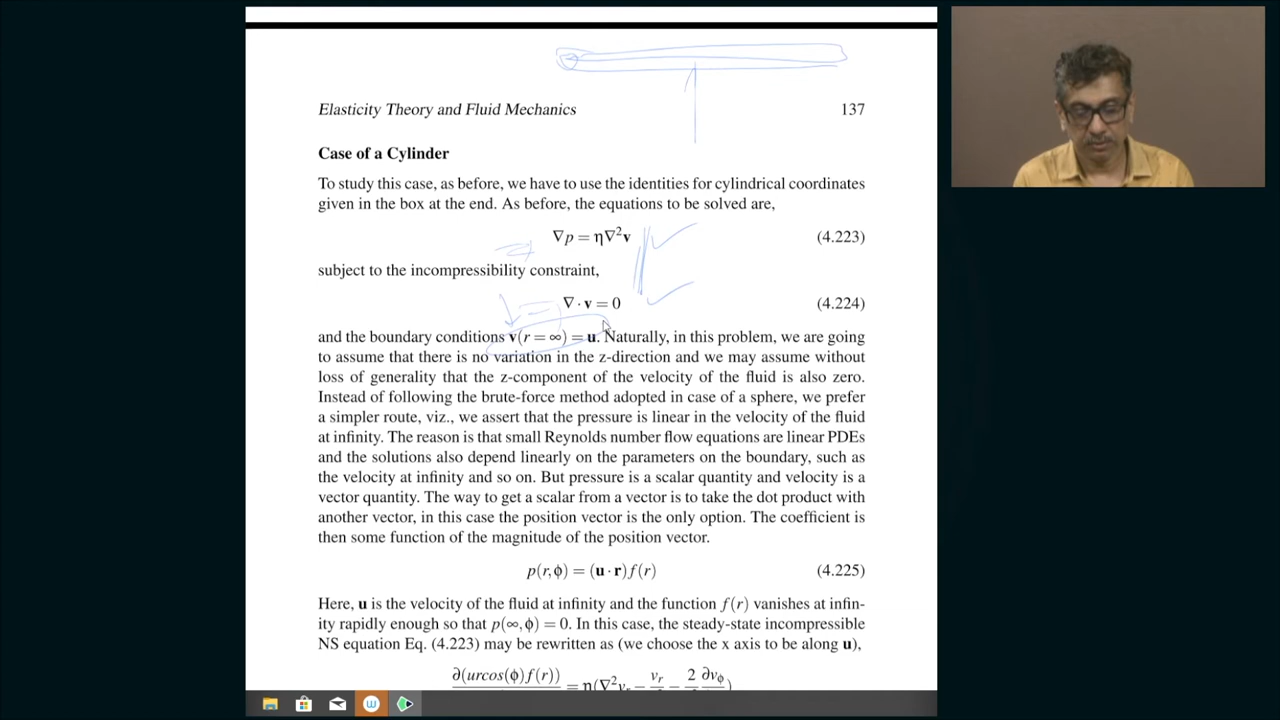 Elasticity Theory and Fluid Mechanics 137
Case of a Cylinder
To study this case, as before, we have to use the identities for cylindrical coordinates
given in the box at the end. As before, the equations to be solved are,
∇p = η∇²v (4.223)
subject to the incompressibility constraint,
∇ · v = 0 (4.224)
and the boundary conditions v(r = ∞) = u. Naturally, in this problem, we are going
to assume that there is no variation in the z-direction and we may assume without
loss of generality that the z-component of the velocity of the fluid is also zero.
Instead of following the brute-force method adopted in case of a sphere, we prefer
a simpler route, viz., we assert that the pressure is linear in the velocity of the fluid
at infinity. The reason is that small Reynolds number flow equations are linear PDEs
and the solutions also depend linearly on the parameters on the boundary, such as
the velocity at infinity and so on. But pressure is a scalar quantity and velocity is a
vector quantity. The way to get a scalar from a vector is to take the dot product with
another vector, in this case the position vector is the only option. The coefficient is
then some function of the magnitude of the position vector.
p(r,ϕ) = (u · r)f(r) (4.225)
Here, u is the velocity of the fluid at infinity and the function f(r) vanishes at infin-
ity rapidly enough so that p(∞,ϕ) = 0. In this case, the steady-state incompressible
NS equation Eq. (4.223) may be rewritten as (we choose the x axis to be along u),
∂(urcos(ϕ)f(r)) = η(∇²vᵣ − vᵣ − 2 ∂vϕ)